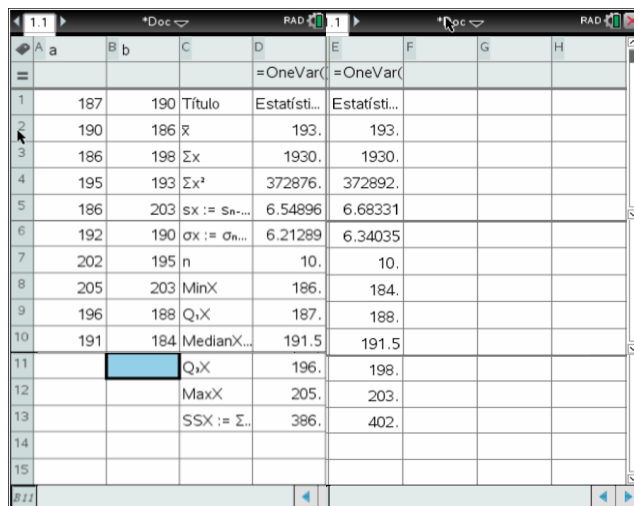 1.1 *Doc RAD .1 *Doc RAD
A a B b C D E F G H
= =OneVar( =OneVar(
1 187 190 Título Estatísti... Estatísti...
2 190 186 x̅ 193. 193.
3 186 198 Σx 1930. 1930.
4 195 193 Σx² 372876. 372892.
5 186 203 sx := sₙ-... 6.54896 6.68331
6 192 190 σx := σₙ... 6.21289 6.34035
7 202 195 n 10. 10.
8 205 203 MinX 186. 184.
9 196 188 Q₁X 187. 188.
10 191 184 MedianX... 191.5 191.5
11 Q₃X 196. 198.
12 MaxX 205. 203.
13 SSX := Σ... 386. 402.
14
15
B11